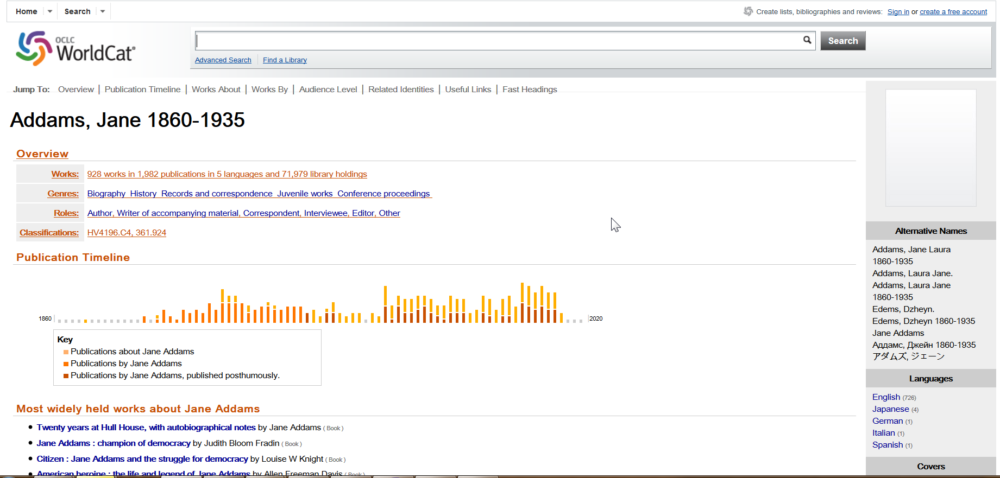 Home Search Create lists, bibliographies and reviews: Sign in or create a free account
OCLC
WorldCat®
Search
Advanced Search Find a Library
Jump To: Overview | Publication Timeline | Works About | Works By | Audience Level | Related Identities | Useful Links | Fast Headings
Addams, Jane 1860-1935
Overview
Works: 928 works in 1,982 publications in 5 languages and 71,979 library holdings
Genres: Biography History Records and correspondence Juvenile works Conference proceedings
Roles: Author, Writer of accompanying material, Correspondent, Interviewee, Editor, Other
Classifications: HV4196.C4, 361.924
Publication Timeline
1860 2020
Key
Publications about Jane Addams
Publications by Jane Addams
Publications by Jane Addams, published posthumously.
Most widely held works about Jane Addams
• Twenty years at Hull House, with autobiographical notes by Jane Addams ( Book )
• Jane Addams : champion of democracy by Judith Bloom Fradin ( Book )
• Citizen : Jane Addams and the struggle for democracy by Louise W Knight ( Book )
• American heroine : the life and legend of Jane Addams by Allen Freeman Davis ( Book )
Alternative Names
Addams, Jane Laura
1860-1935
Addams, Laura Jane.
Addams, Laura Jane
1860-1935
Edems, Dzheyn.
Edems, Dzheyn 1860-1935
Jane Addams
Аддамс, Джейн 1860-1935
アダムズ, ジェーン
Languages
English (726)
Japanese (4)
German (1)
Italian (1)
Spanish (1)
Covers